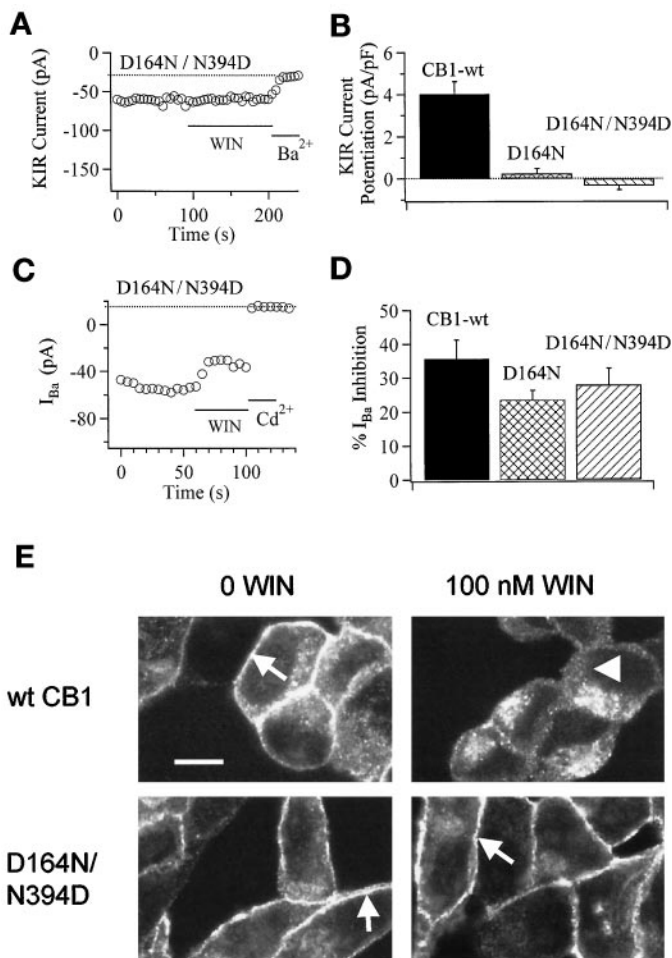 A
KIR Current (pA)
0
-50
-100
-150
D164N / N394D
WIN
Ba2+
0
100
200
Time (s)
B
KIR Current
Potentiation (pA/pF)
6
4
2
0
CB1-wt
D164N
D164N/N394D
C
IBa (pA)
0
-40
-80
D164N/N394D
WIN
Cd2+
0
50
100
Time (s)
D
% IBa Inhibition
50
40
30
20
10
0
CB1-wt
D164N
D164N/N394D
E
0 WIN
100 nM WIN
wt CB1
D164N/
N394D